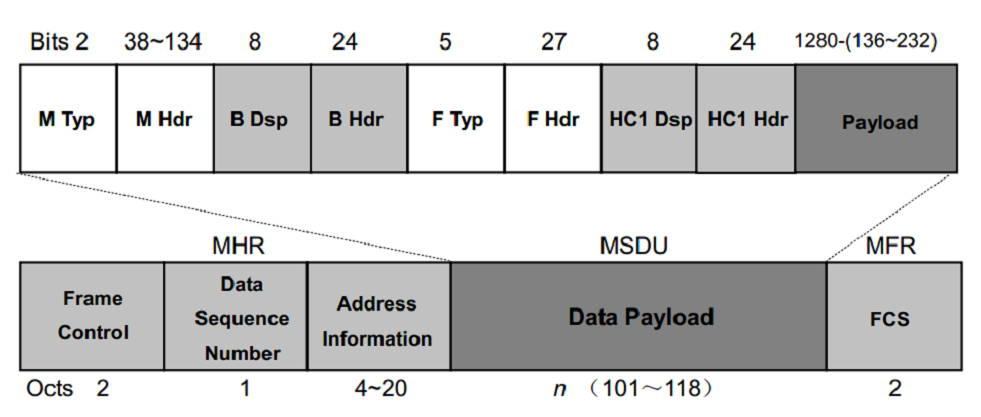 Bits 2 38~134 8 24 5 27 8 24 1280-(136~232)
M Typ M Hdr B Dsp B Hdr F Typ F Hdr HC1 Dsp HC1 Hdr Payload
MHR MSDU MFR
Frame Control
Data Sequence Number
Address Information
Data Payload
FCS
Octs 2 1 4~20 n （101～118） 2